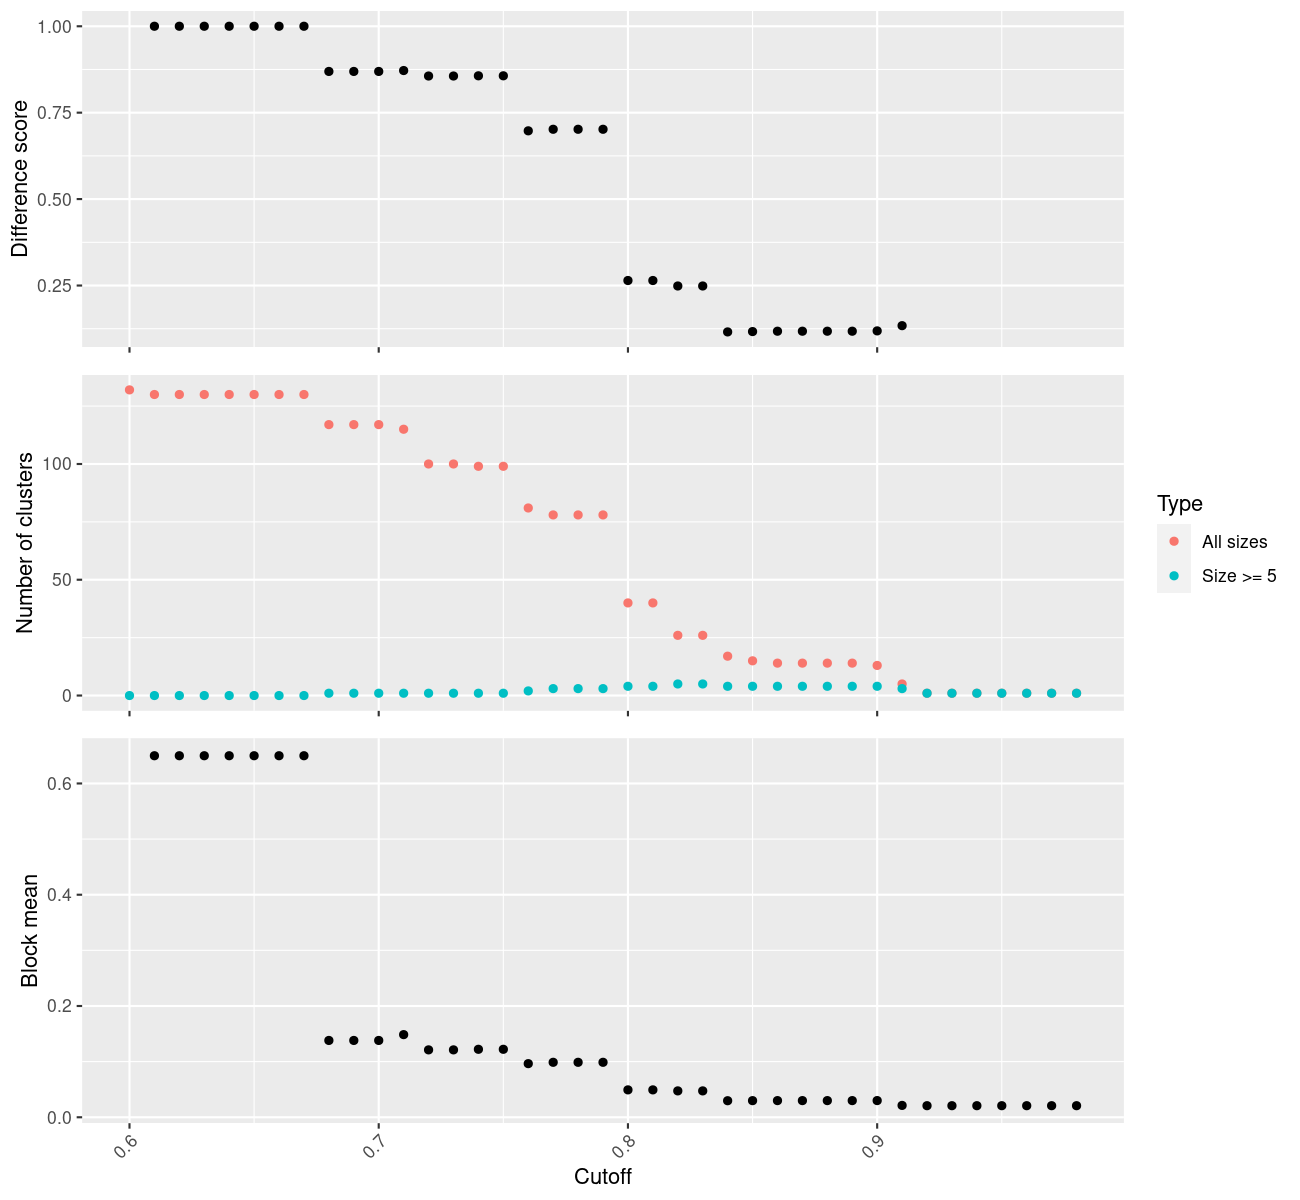 Difference score
1.00
0.75
0.50
0.25
Number of clusters
100
50
0
Type
All sizes
Size >= 5
Block mean
0.6
0.4
0.2
0.0
0.6
0.7
0.8
0.9
Cutoff